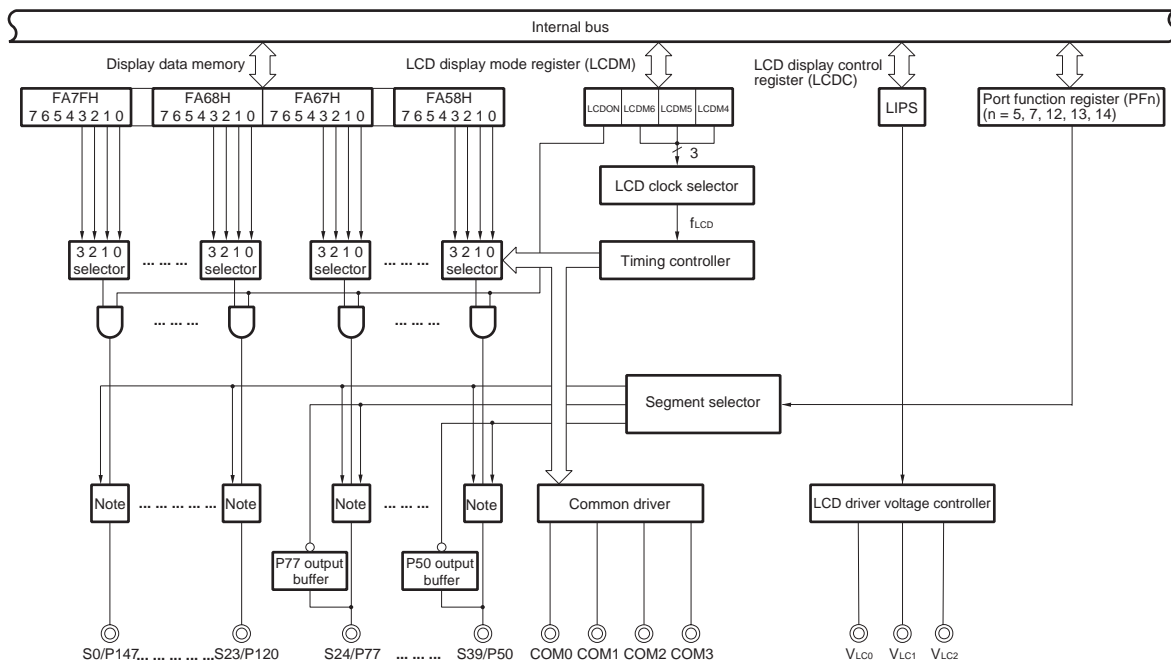 Internal bus
Display data memory
LCD display mode register (LCDM)
LCD display control
register (LCDC)
FA7FH
7 6 5 4 3 2 1 0
FA68H
7 6 5 4 3 2 1 0
FA67H
7 6 5 4 3 2 1 0
FA58H
7 6 5 4 3 2 1 0
LCDON
LCDM6
LCDM5
LCDM4
LIPS
Port function register (PFn)
(n = 5, 7, 12, 13, 14)
3
LCD clock selector
fLCD
3 2 1 0
selector
... ... ...
3 2 1 0
selector
3 2 1 0
selector
... ... ...
3 2 1 0
selector
Timing controller
... ... ...
... ... ...
Segment selector
Note
... ... ... ... ...
Note
Note
... ... ...
Note
Common driver
LCD driver voltage controller
P77 output
buffer
P50 output
buffer
S0/P147
... ... ... ... ...
S23/P120
S24/P77
... ... ...
S39/P50
COM0
COM1
COM2
COM3
VLC0
VLC1
VLC2